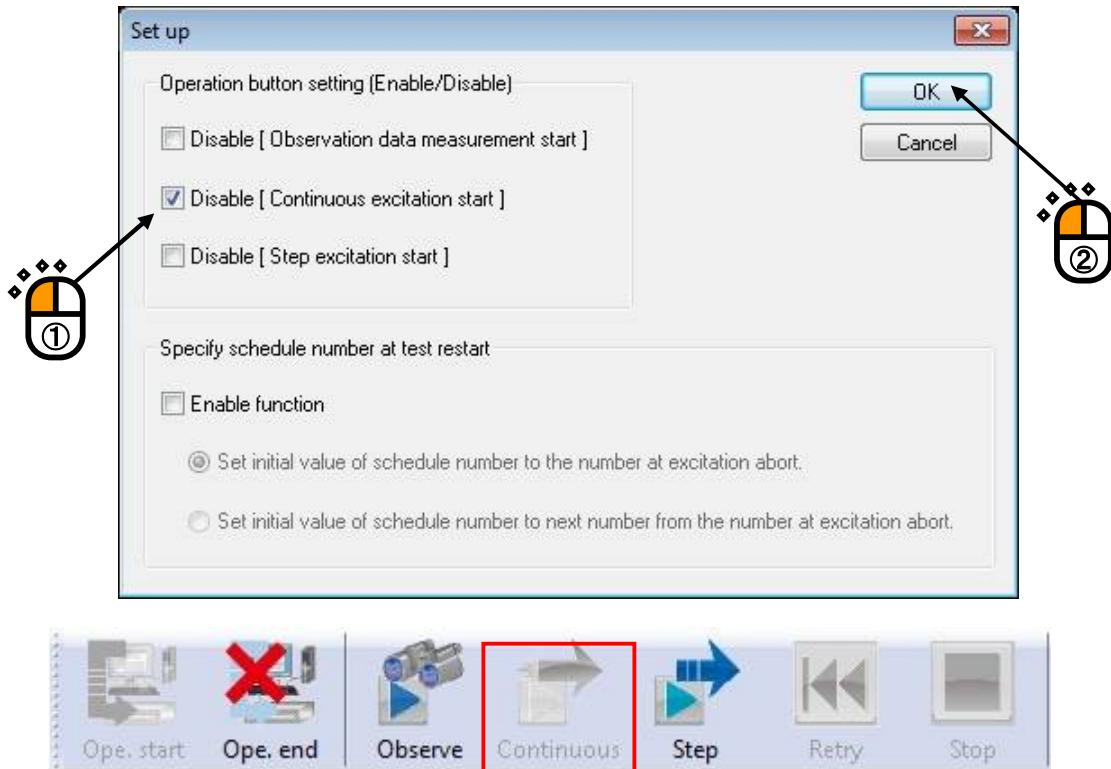 Set up
Operation button setting (Enable/Disable)
OK
Disable [ Observation data measurement start ]
Cancel
Disable [ Continuous excitation start ]
②
Disable [ Step excitation start ]
①
Specify schedule number at test restart
Enable function
Set initial value of schedule number to the number at excitation abort.
Set initial value of schedule number to next number from the number at excitation abort.
Ope. start Ope. end Observe Continuous Step Retry Stop